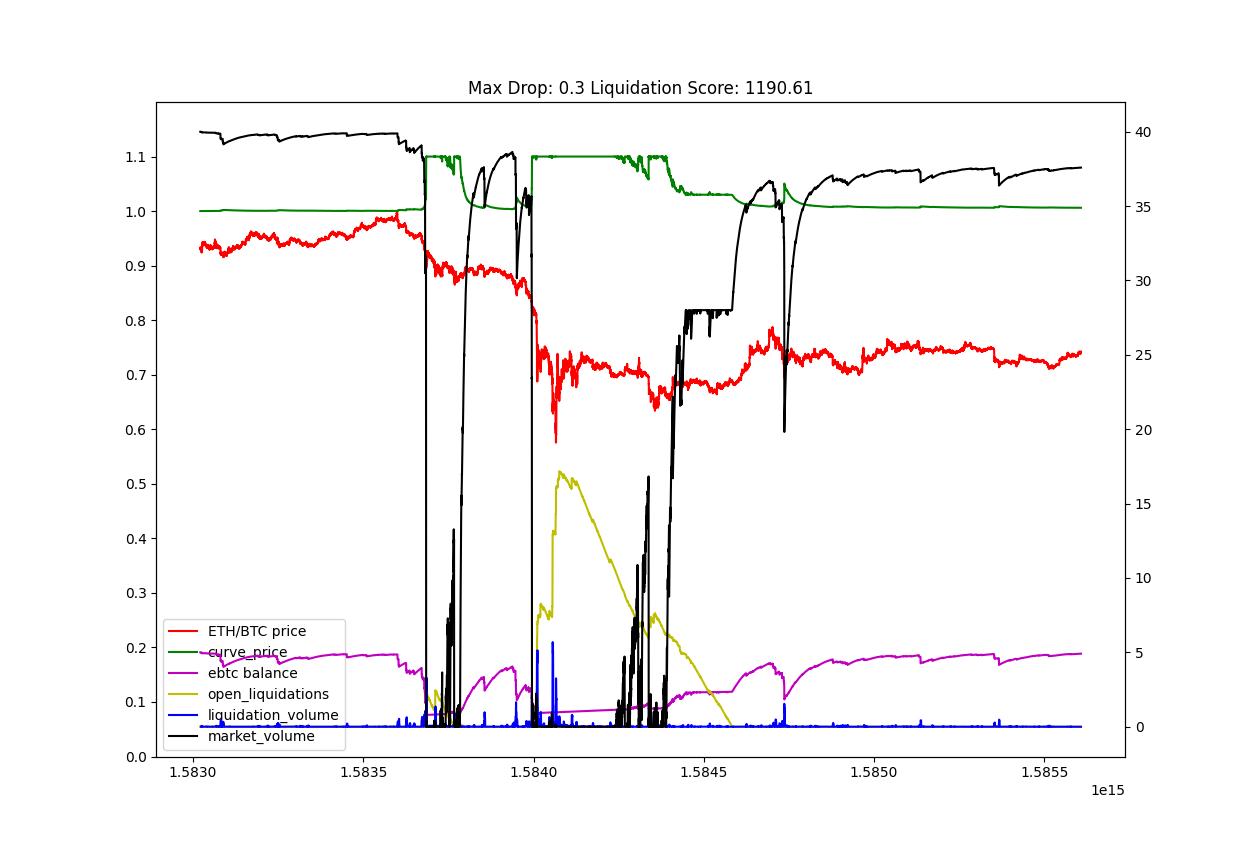 Max Drop: 0.3 Liquidation Score: 1190.61
1.1
1.0
0.9
0.8
0.7
0.6
0.5
0.4
0.3
0.2
0.1
0.0
40
35
30
25
20
15
10
5
0
ETH/BTC price
curve_price
ebtc balance
open_liquidations
liquidation_volume
market_volume
1.5830 1.5835 1.5840 1.5845 1.5850 1.5855
1e15